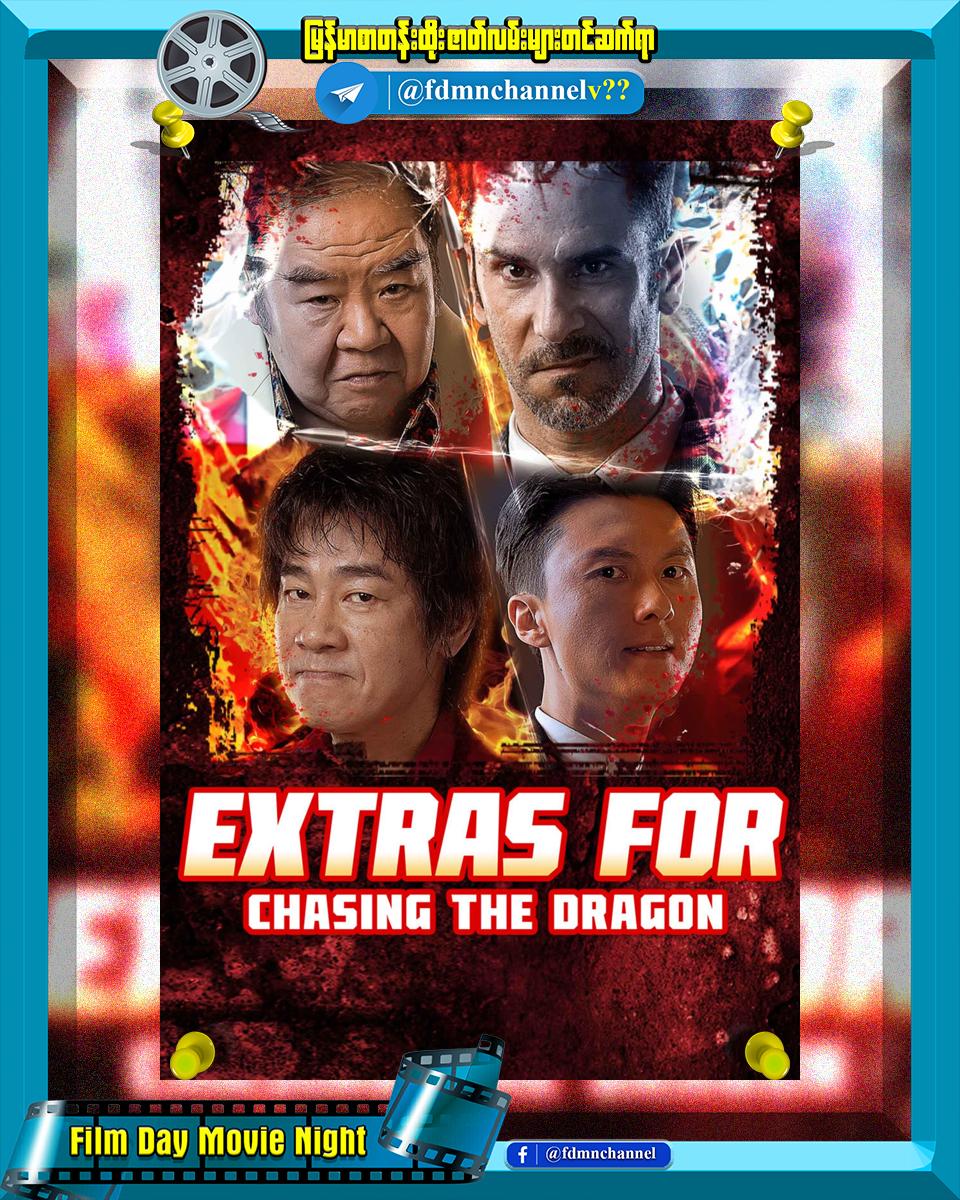 မြန်မာစာတန်းထိုးဇာတ်လမ်းများတင်ဆက်ရာ
@fdmnchannelv??
EXTRAS FOR
CHASING THE DRAGON
Film Day Movie Night
@fdmnchannel